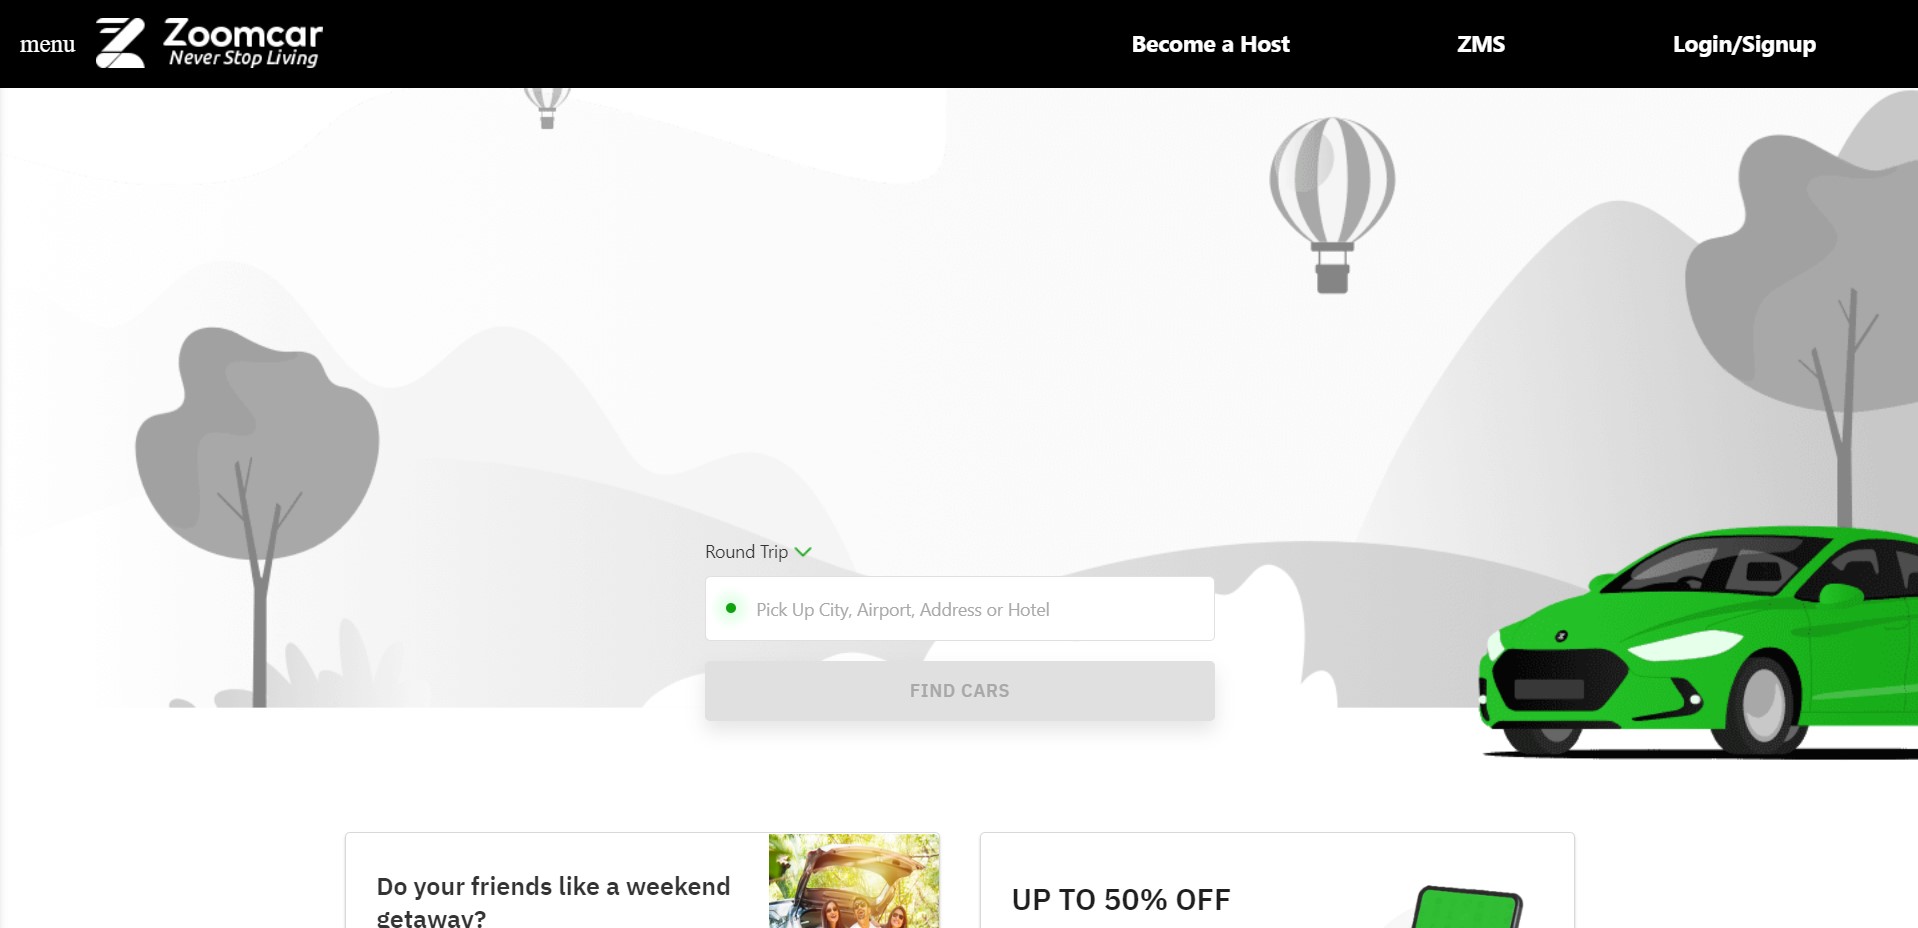 menu
Zoomcar
Never Stop Living
Become a Host
ZMS
Login/Signup
Round Trip
Pick Up City, Airport, Address or Hotel
FIND CARS
Do your friends like a weekend
getaway?
UP TO 50% OFF